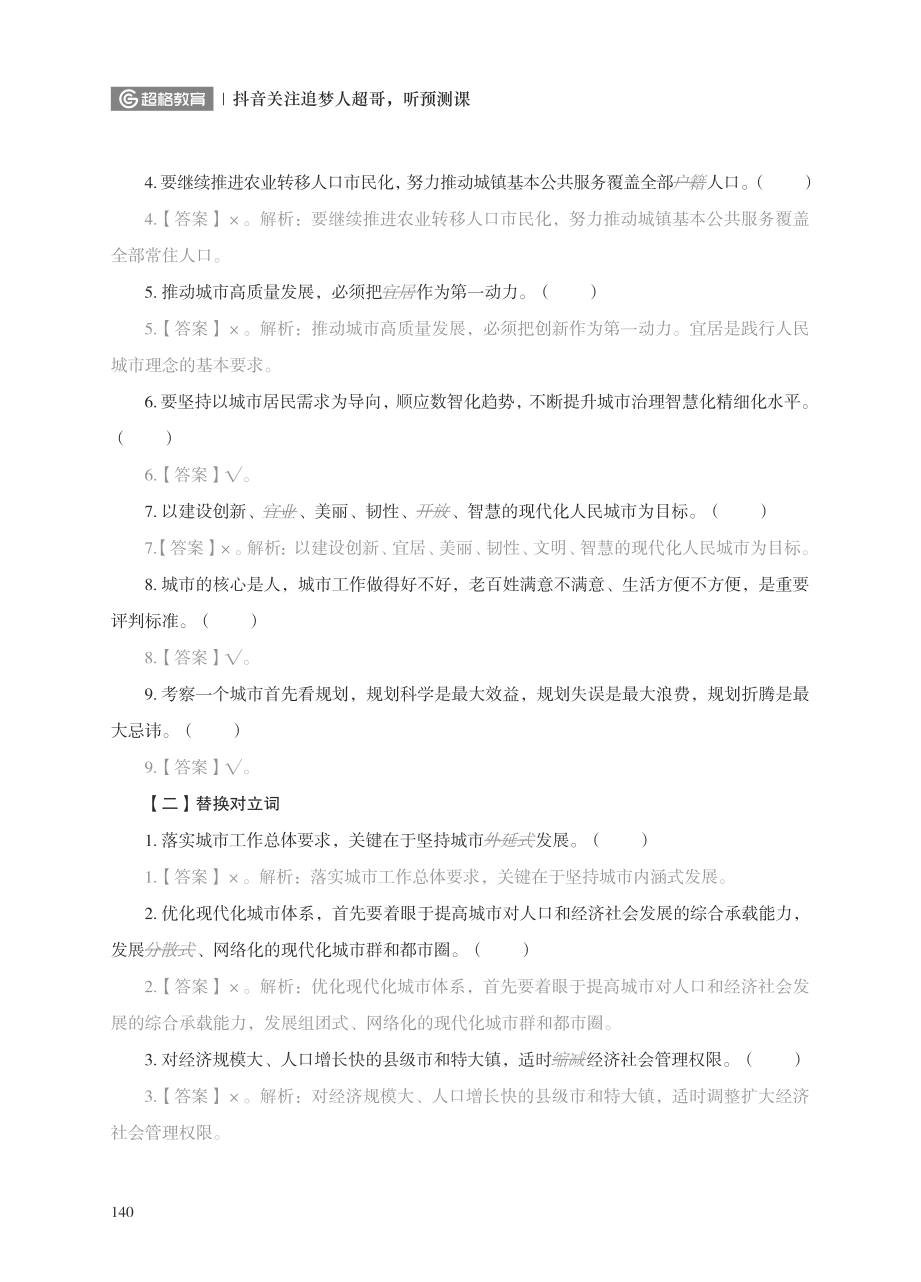 超格教育 | 抖音关注追梦人超哥，听预测课
4. 要继续推进农业转移人口市民化，努力推动城镇基本公共服务覆盖全部户籍人口。（　　）
4.【答案】×。解析：要继续推进农业转移人口市民化，努力推动城镇基本公共服务覆盖
全部常住人口。
5. 推动城市高质量发展，必须把宜居作为第一动力。（　　）
5.【答案】×。解析：推动城市高质量发展，必须把创新作为第一动力。宜居是践行人民
城市理念的基本要求。
6. 要坚持以城市居民需求为导向，顺应数智化趋势，不断提升城市治理智慧化精细化水平。
（　　）
6.【答案】√。
7. 以建设创新、宜业、美丽、韧性、开放、智慧的现代化人民城市为目标。（　　）
7.【答案】×。解析：以建设创新、宜居、美丽、韧性、文明、智慧的现代化人民城市为目标。
8. 城市的核心是人，城市工作做得好不好，老百姓满意不满意、生活方便不方便，是重要
评判标准。（　　）
8.【答案】√。
9. 考察一个城市首先看规划，规划科学是最大效益，规划失误是最大浪费，规划折腾是最
大忌讳。（　　）
9.【答案】√。
【二】替换对立词
1. 落实城市工作总体要求，关键在于坚持城市外延式发展。（　　）
1.【答案】×。解析：落实城市工作总体要求，关键在于坚持城市内涵式发展。
2. 优化现代化城市体系，首先要着眼于提高城市对人口和经济社会发展的综合承载能力，
发展分散式、网络化的现代化城市群和都市圈。（　　）
2.【答案】×。解析：优化现代化城市体系，首先要着眼于提高城市对人口和经济社会发
展的综合承载能力，发展组团式、网络化的现代化城市群和都市圈。
3. 对经济规模大、人口增长快的县级市和特大镇，适时缩减经济社会管理权限。（　　）
3.【答案】×。解析：对经济规模大、人口增长快的县级市和特大镇，适时调整扩大经济
社会管理权限。
140